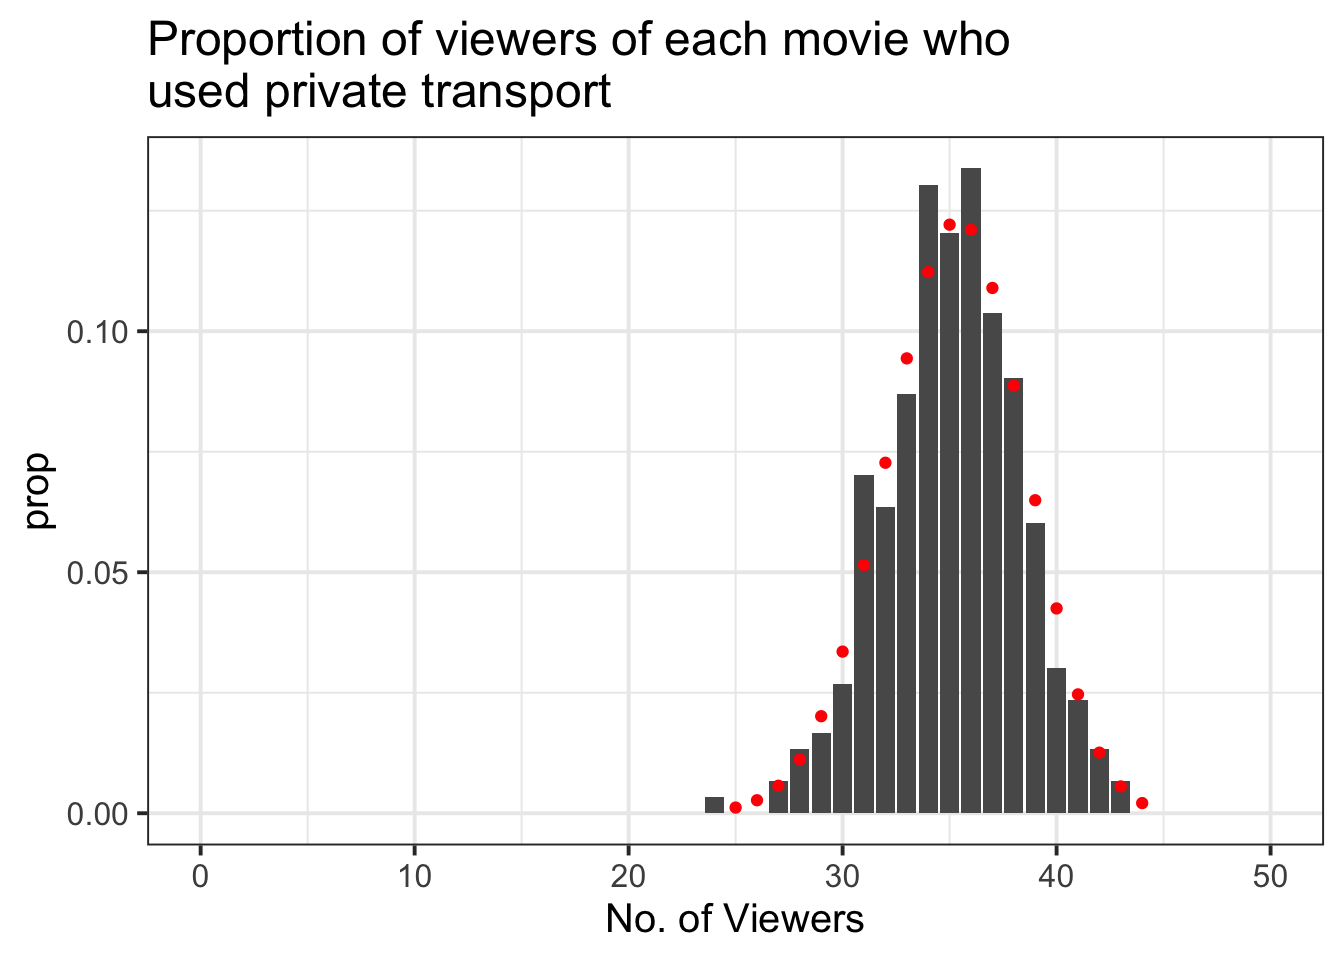 Proportion of viewers of each movie who
used private transport
prop
0.10
0.05
0.00
0 10 20 30 40 50
No. of Viewers